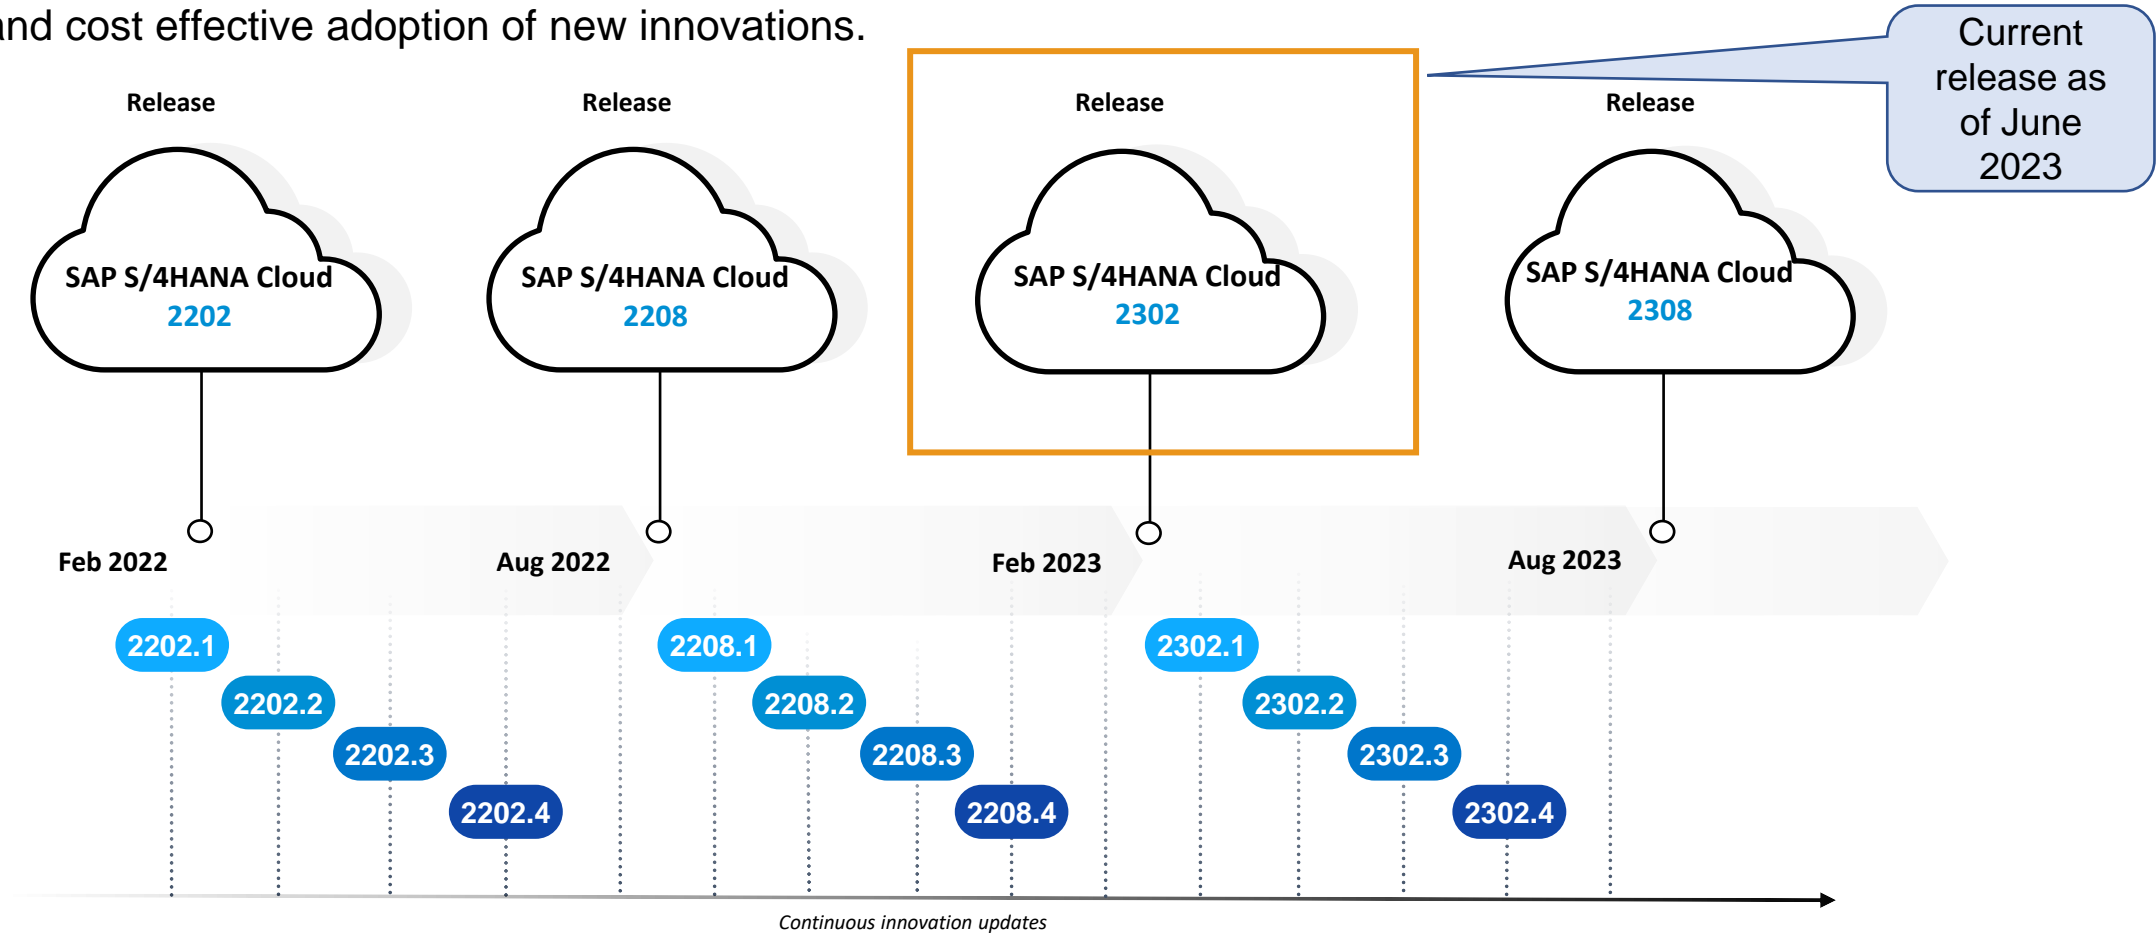 and cost effective adoption of new innovations.
Current
release as
of June
2023
Release
Release
Release
Release
SAP S/4HANA Cloud
2202
SAP S/4HANA Cloud
2208
SAP S/4HANA Cloud
2302
SAP S/4HANA Cloud
2308
Feb 2022
Aug 2022
Feb 2023
Aug 2023
2202.1
2202.2
2202.3
2202.4
2208.1
2208.2
2208.3
2208.4
2302.1
2302.2
2302.3
2302.4
Continuous innovation updates